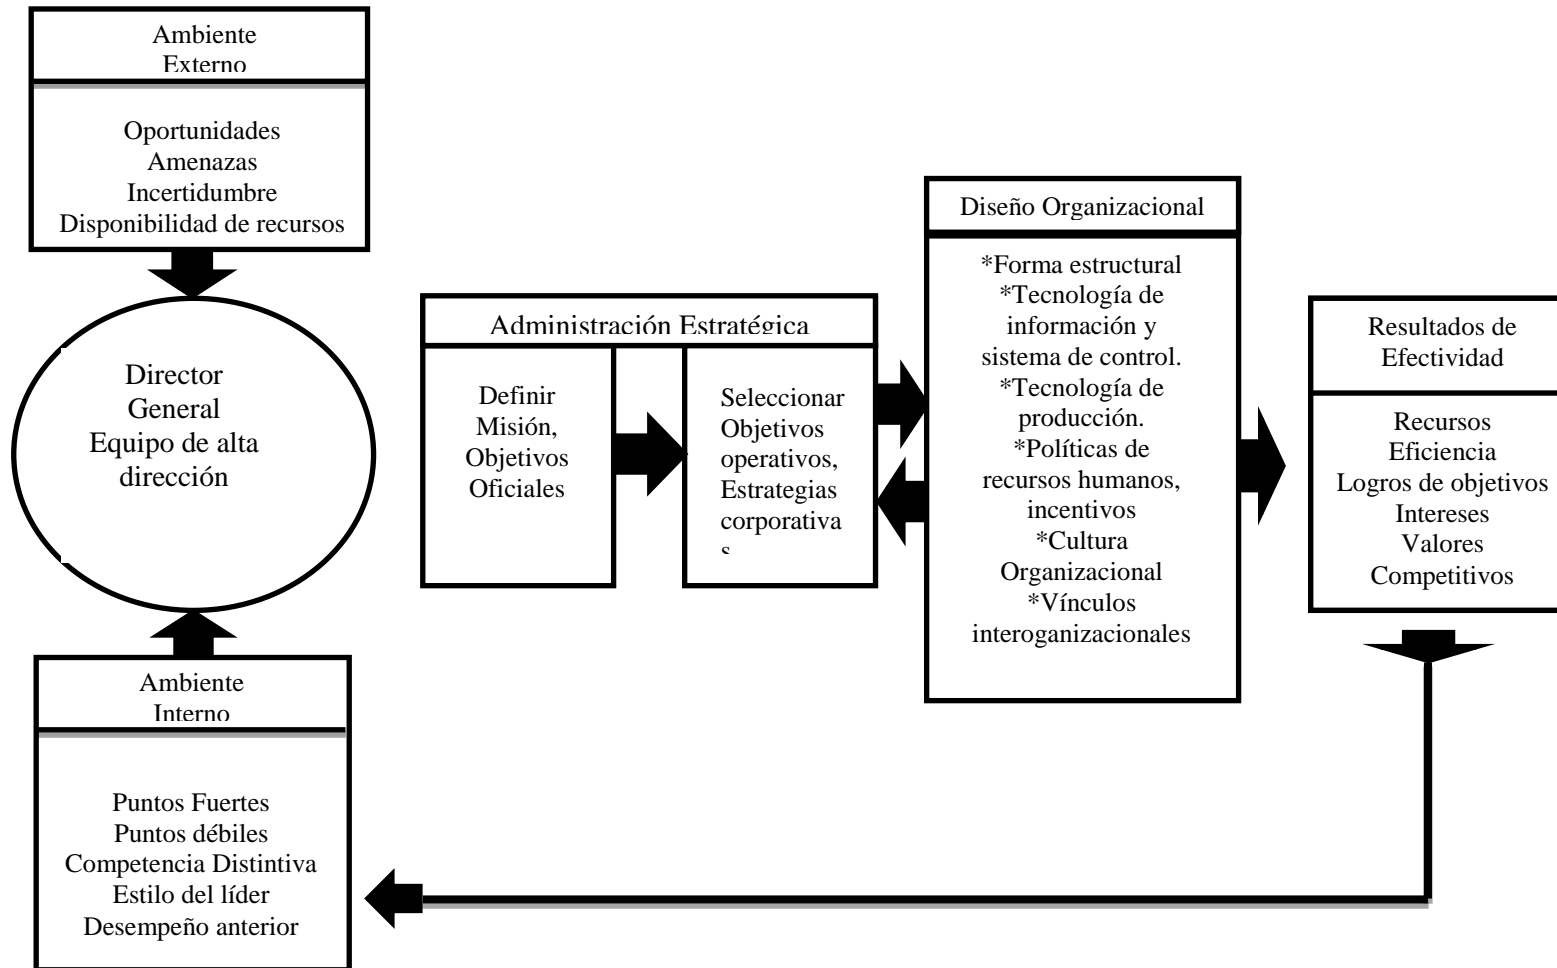 Ambiente
Externo
Oportunidades
Amenazas
Incertidumbre
Disponibilidad de recursos
Director
General
Equipo de alta
dirección
Ambiente
Interno
Puntos Fuertes
Puntos débiles
Competencia Distintiva
Estilo del líder
Desempeño anterior
Administración Estratégica
Definir
Misión,
Objetivos
Oficiales
Seleccionar
Objetivos
operativos,
Estrategias
corporativa
s
Diseño Organizacional
*Forma estructural
*Tecnología de
información y
sistema de control.
*Tecnología de
producción.
*Políticas de
recursos humanos,
incentivos
*Cultura
Organizacional
*Vínculos
interoganizacionales
Resultados de
Efectividad
Recursos
Eficiencia
Logros de objetivos
Intereses
Valores
Competitivos